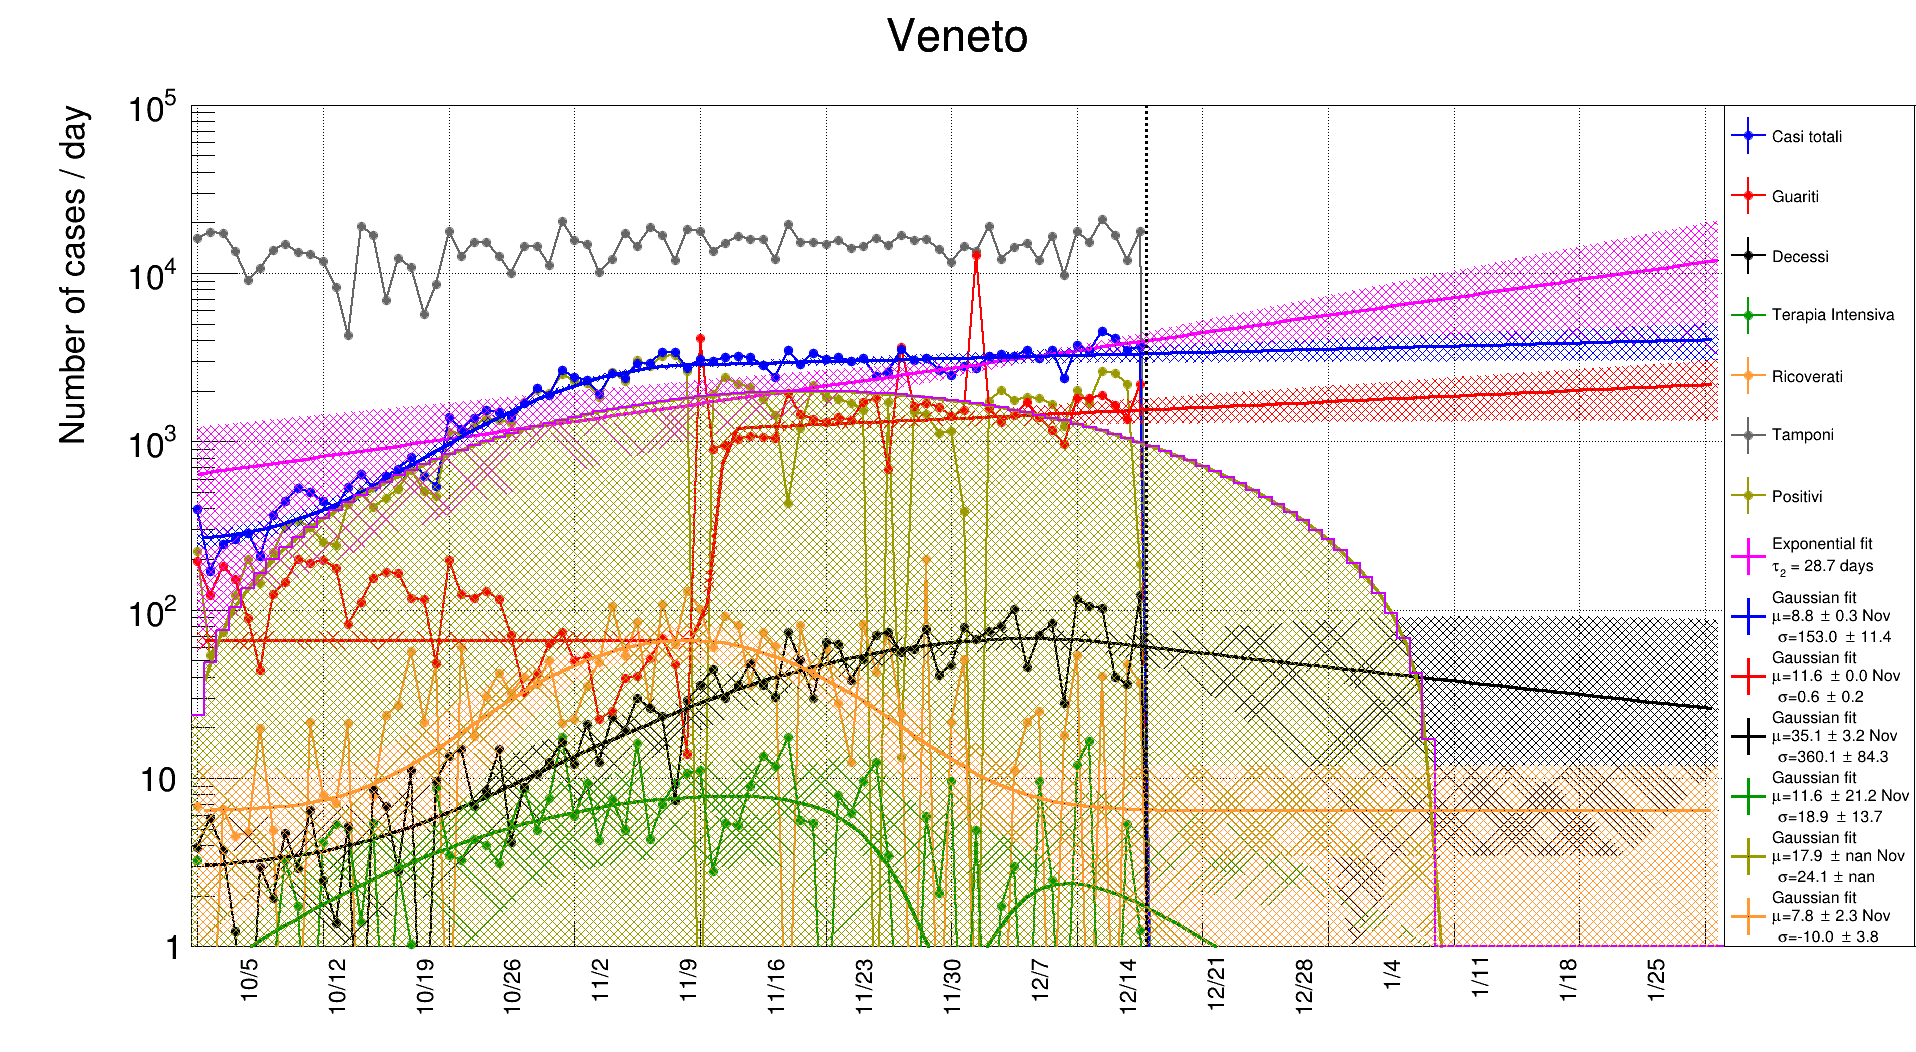 Veneto
Number of cases / day
10^5
10^4
10^3
10^2
10
1
10/5
10/12
10/19
10/26
11/2
11/9
11/16
11/23
11/30
12/7
12/14
12/21
12/28
1/4
1/11
1/18
1/25
Casi totali
Guariti
Decessi
Terapia Intensiva
Ricoverati
Tamponi
Positivi
Exponential fit
τ₂ = 28.7 days
Gaussian fit
μ=8.8 ± 0.3 Nov
σ=153.0 ± 11.4
Gaussian fit
μ=11.6 ± 0.0 Nov
σ=0.6 ± 0.2
Gaussian fit
μ=35.1 ± 3.2 Nov
σ=360.1 ± 84.3
Gaussian fit
μ=11.6 ± 21.2 Nov
σ=18.9 ± 13.7
Gaussian fit
μ=17.9 ± nan Nov
σ=24.1 ± nan
Gaussian fit
μ=7.8 ± 2.3 Nov
σ=-10.0 ± 3.8